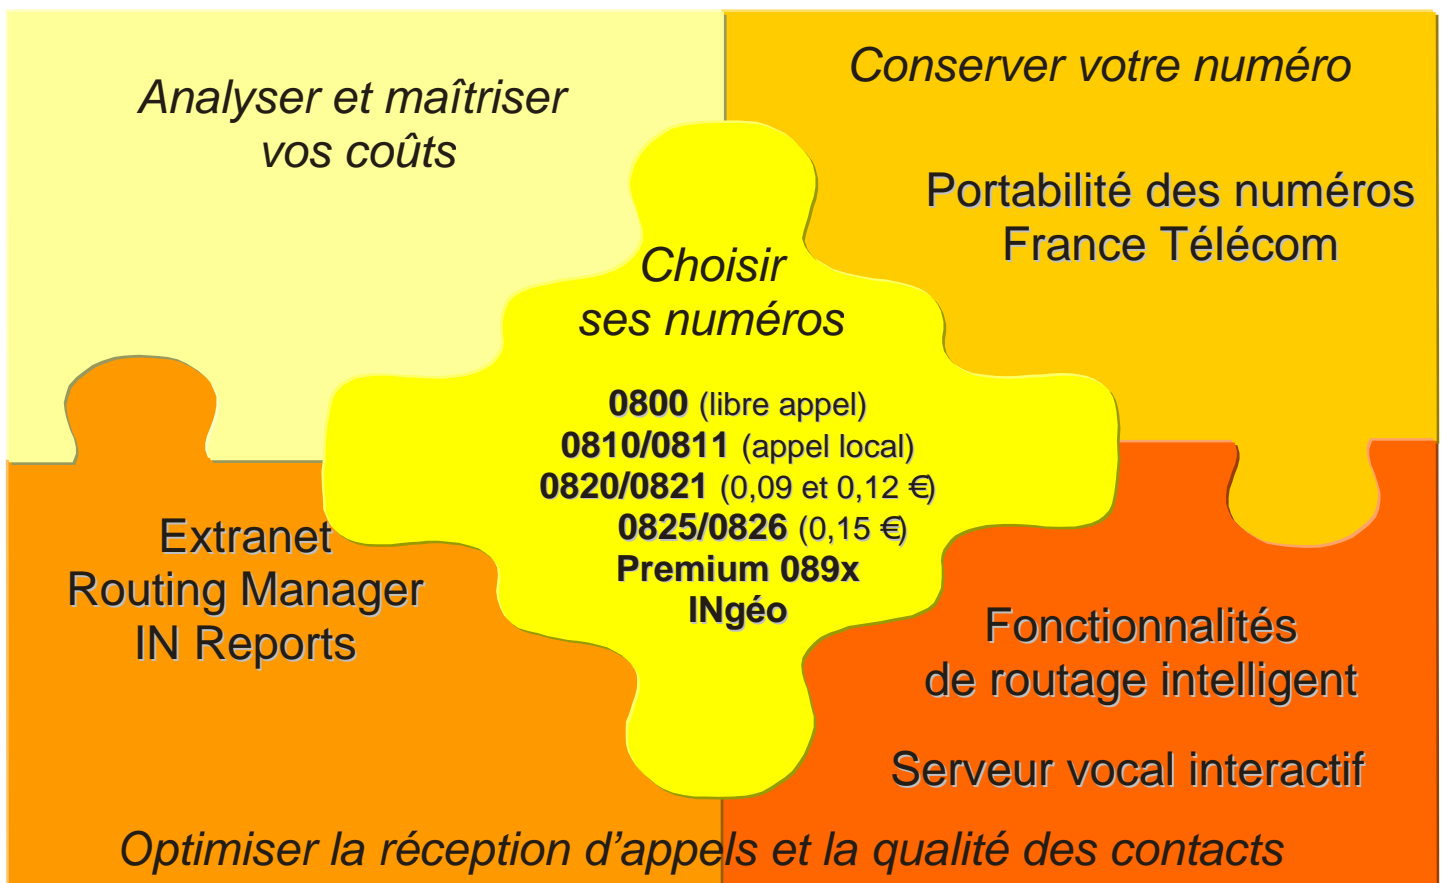 Analyser et maîtriser
vos coûts
Conserver votre numéro
Portabilité des numéros
France Télécom
Choisir
ses numéros
0800 (libre appel)
0810/0811 (appel local)
0820/0821 (0,09 et 0,12 €)
0825/0826 (0,15 €)
Premium 089x
INgéo
Extranet
Routing Manager
IN Reports
Fonctionnalités
de routage intelligent
Serveur vocal interactif
Optimiser la réception d’appels et la qualité des contacts